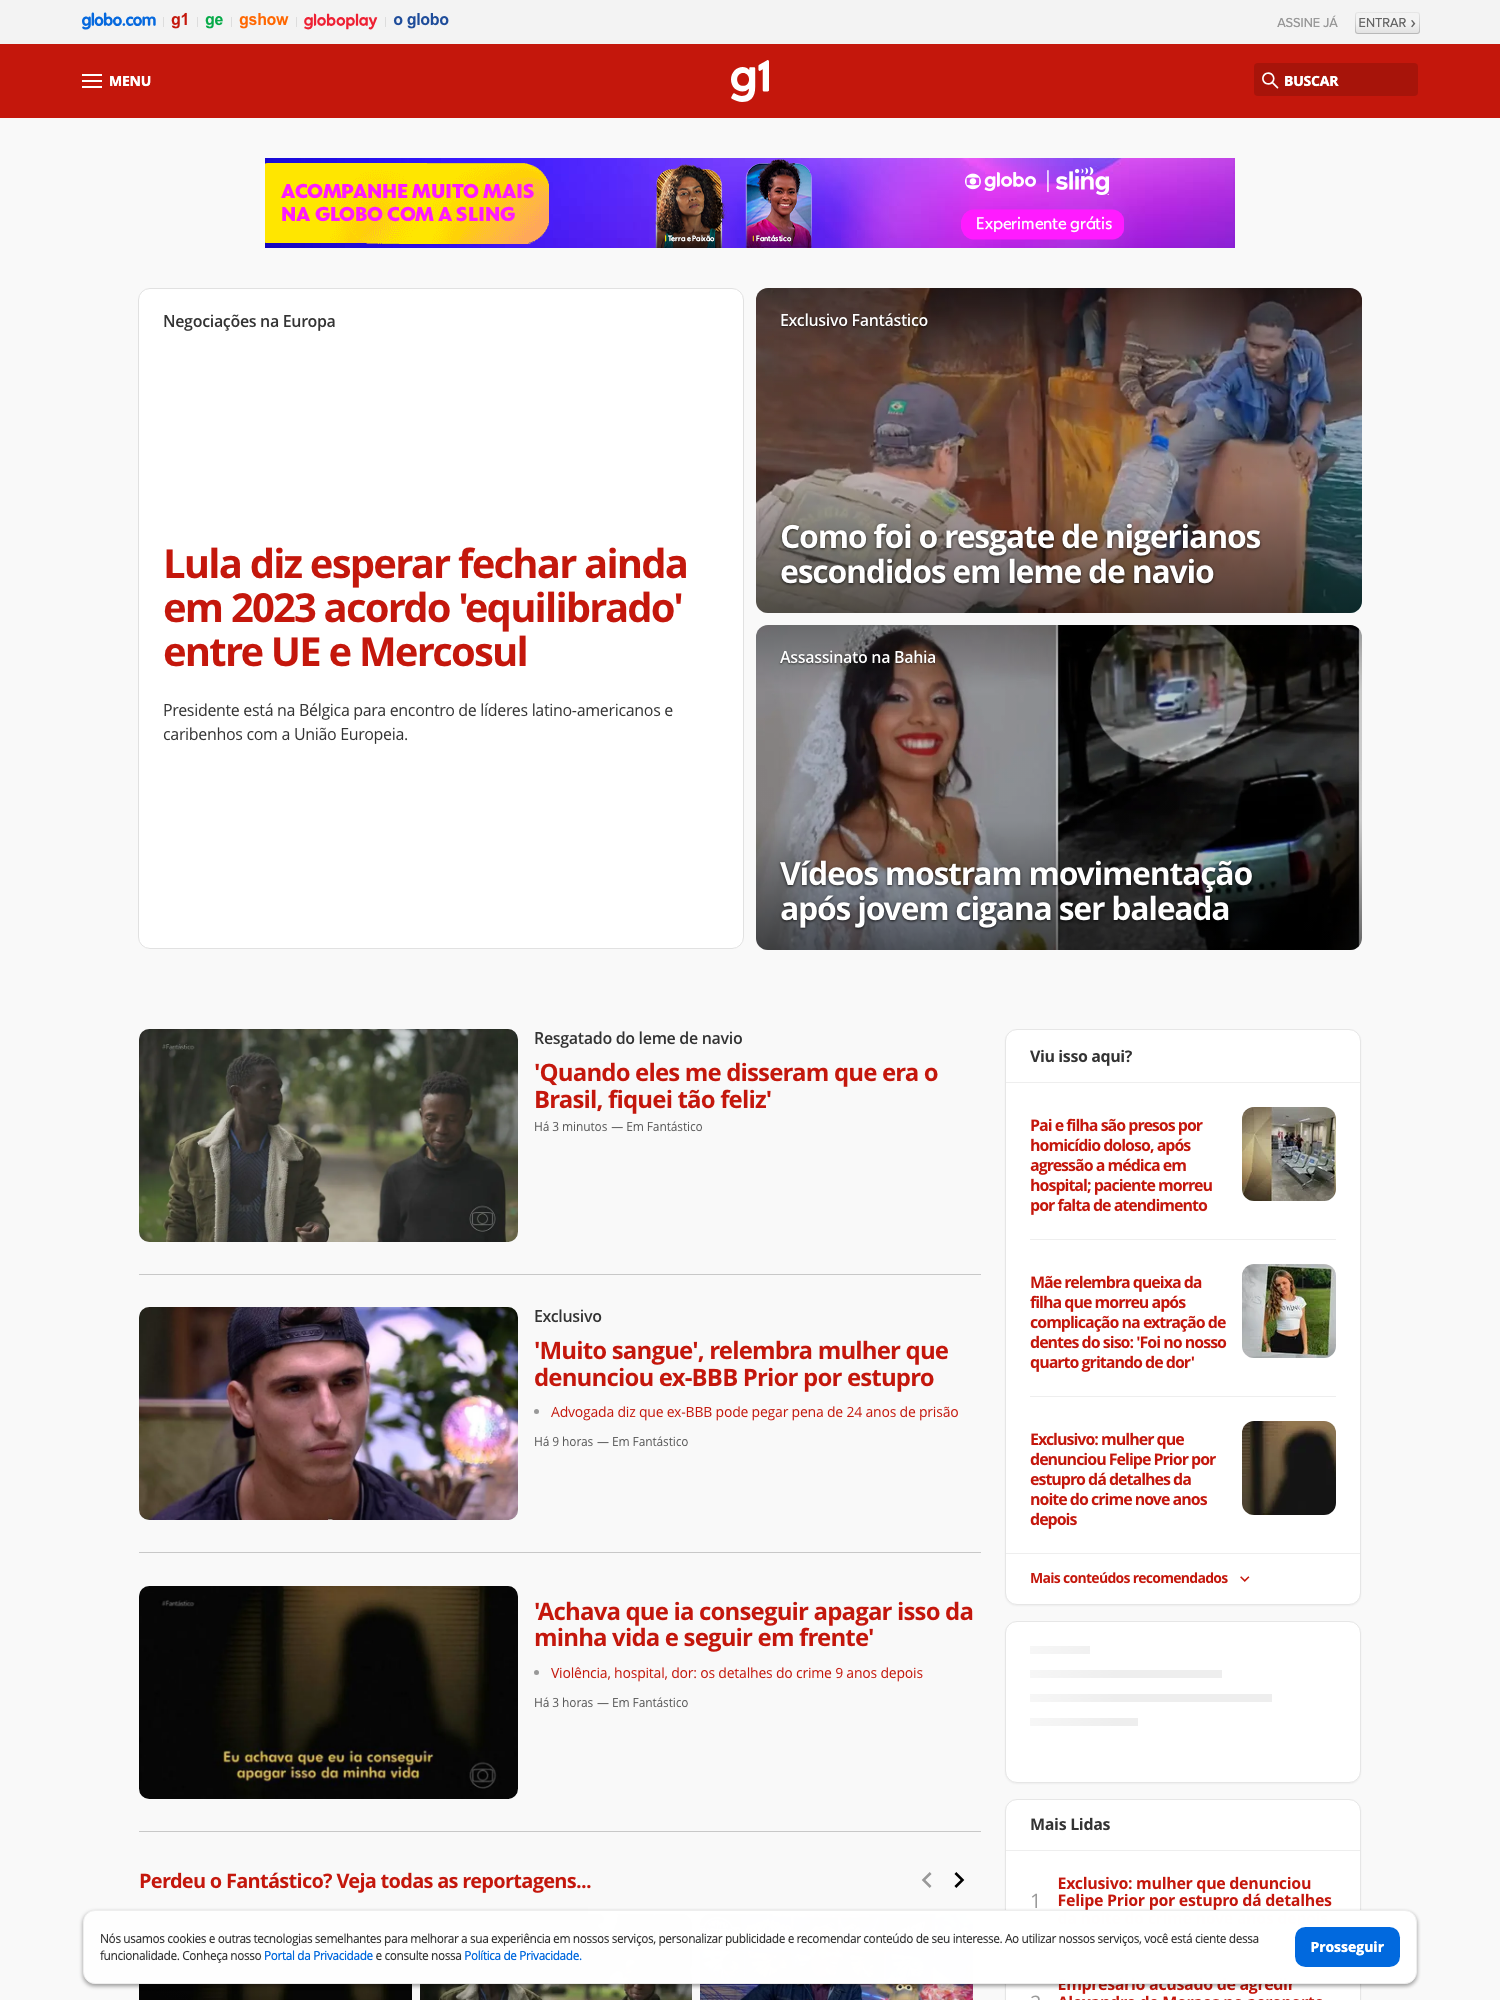 globo.com g1 ge gshow globoplay o globo
ASSINE JÁ ENTRAR ›
MENU
g1
BUSCAR
ACOMPANHE MUITO MAIS
NA GLOBO COM A SLING
Terra e Paixão
Fantástico
globo | sling
Experimente grátis
Negociações na Europa
Lula diz esperar fechar ainda
em 2023 acordo 'equilibrado'
entre UE e Mercosul
Presidente está na Bélgica para encontro de líderes latino-americanos e
caribenhos com a União Europeia.
Exclusivo Fantástico
Como foi o resgate de nigerianos
escondidos em leme de navio
Assassinato na Bahia
Vídeos mostram movimentação
após jovem cigana ser baleada
#Fantástico
Resgatado do leme de navio
'Quando eles me disseram que era o
Brasil, fiquei tão feliz'
Há 3 minutos — Em Fantástico
Exclusivo
'Muito sangue', relembra mulher que
denunciou ex-BBB Prior por estupro
Advogada diz que ex-BBB pode pegar pena de 24 anos de prisão
Há 9 horas — Em Fantástico
#Fantástico
Eu achava que eu ia conseguir
apagar isso da minha vida
'Achava que ia conseguir apagar isso da
minha vida e seguir em frente'
Violência, hospital, dor: os detalhes do crime 9 anos depois
Há 3 horas — Em Fantástico
Perdeu o Fantástico? Veja todas as reportagens...
Viu isso aqui?
Pai e filha são presos por
homicídio doloso, após
agressão a médica em
hospital; paciente morreu
por falta de atendimento
Mãe relembra queixa da
filha que morreu após
complicação na extração de
dentes do siso: 'Foi no nosso
quarto gritando de dor'
Exclusivo: mulher que
denunciou Felipe Prior por
estupro dá detalhes da
noite do crime nove anos
depois
Mais conteúdos recomendados
Mais Lidas
1
Exclusivo: mulher que denunciou
Felipe Prior por estupro dá detalhes
Empresário acusado de agredir
Alexandre de Moraes no aeroporto
Nós usamos cookies e outras tecnologias semelhantes para melhorar a sua experiência em nossos serviços, personalizar publicidade e recomendar conteúdo de seu interesse. Ao utilizar nossos serviços, você está ciente dessa
funcionalidade. Conheça nosso Portal da Privacidade e consulte nossa Política de Privacidade.
Prosseguir